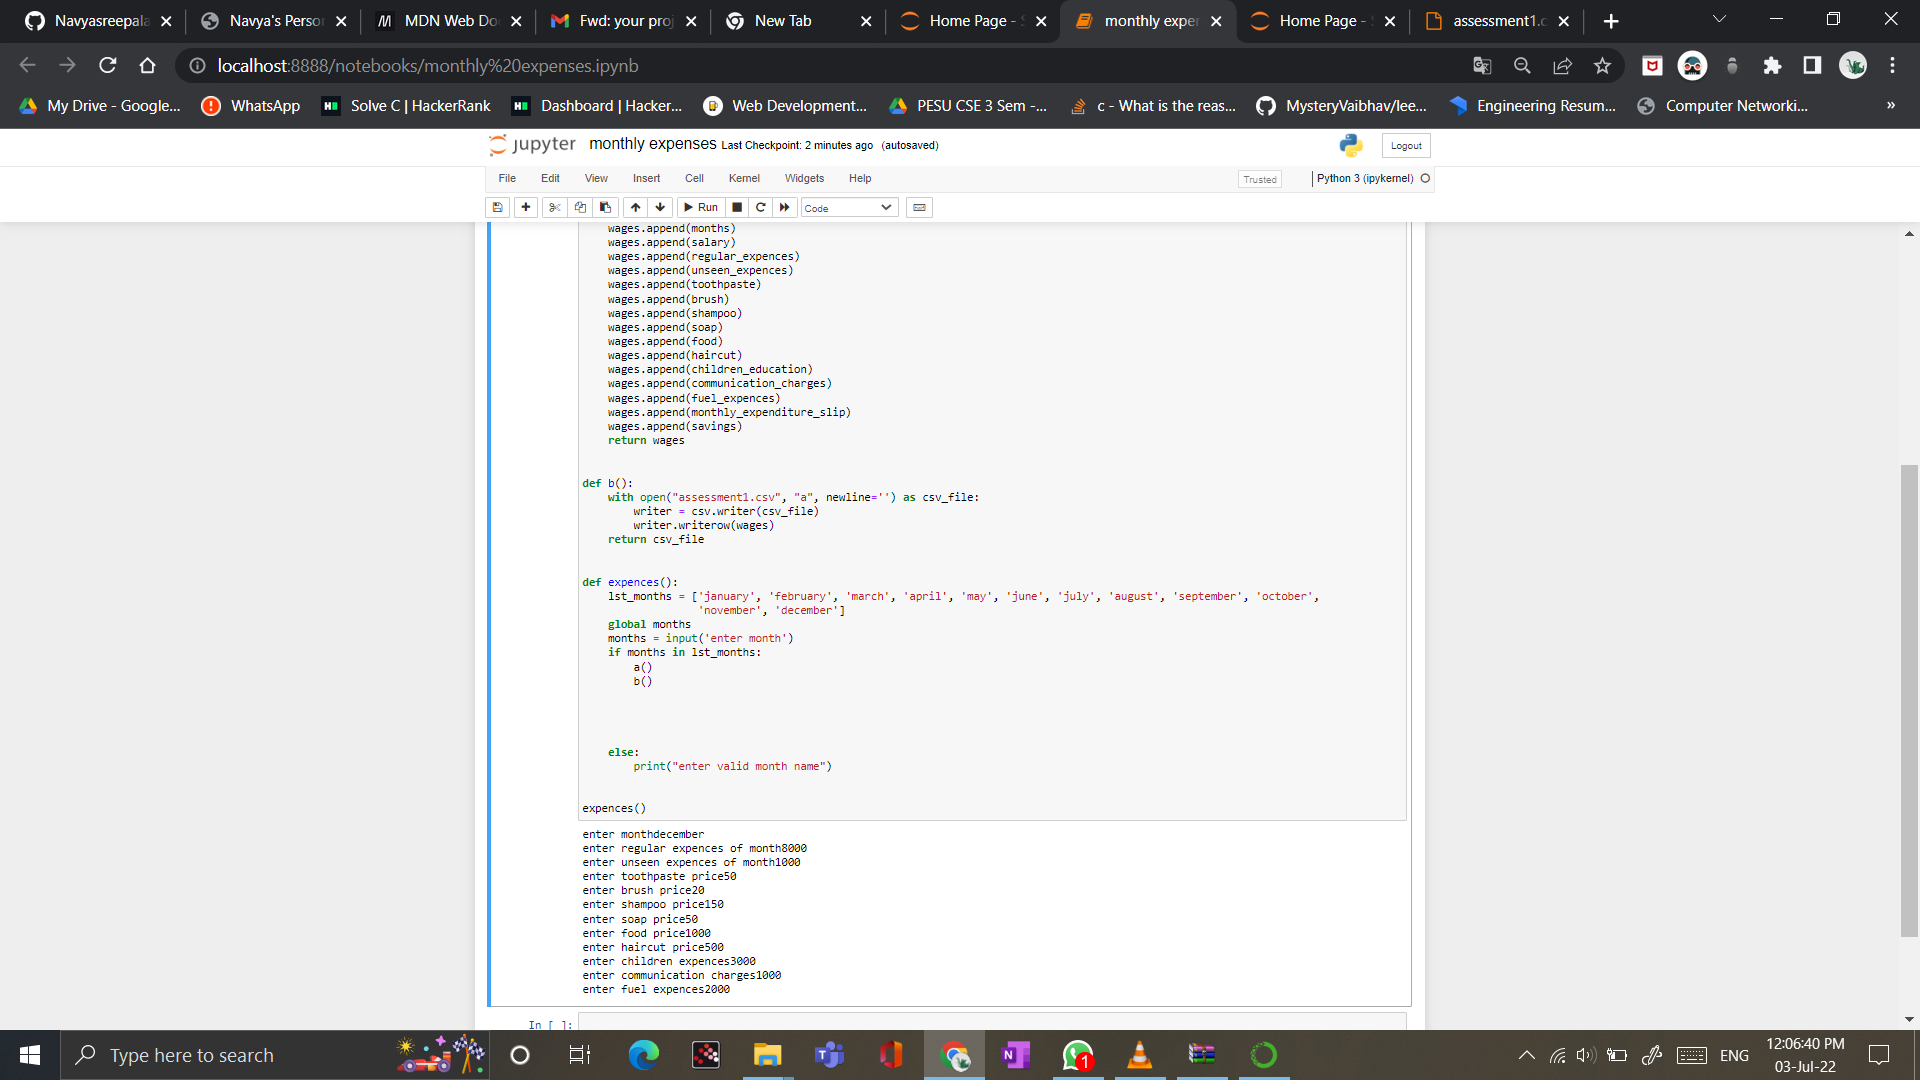 Navyasreepala
Navya's Person
MDN Web Do
Fwd: your proj
New Tab
Home Page - S
monthly exper
Home Page - S
assessment1.c
localhost:8888/notebooks/monthly%20expenses.ipynb
My Drive - Google...
WhatsApp
Solve C | HackerRank
Dashboard | Hacker...
Web Development...
PESU CSE 3 Sem -...
c - What is the reas...
MysteryVaibhav/lee...
Engineering Resum...
Computer Networki...
»
jupyter monthly expenses Last Checkpoint: 2 minutes ago (autosaved)
Logout
File Edit View Insert Cell Kernel Widgets Help
Trusted
Python 3 (ipykernel)
Run
Code
wages.append(months)
wages.append(salary)
wages.append(regular_expences)
wages.append(unseen_expences)
wages.append(toothpaste)
wages.append(brush)
wages.append(shampoo)
wages.append(soap)
wages.append(food)
wages.append(haircut)
wages.append(children_education)
wages.append(communication_charges)
wages.append(fuel_expences)
wages.append(monthly_expenditure_slip)
wages.append(savings)
return wages
def b():
with open("assessment1.csv", "a", newline='') as csv_file:
writer = csv.writer(csv_file)
writer.writerow(wages)
return csv_file
def expences():
lst_months = ['january', 'february', 'march', 'april', 'may', 'june', 'july', 'august', 'september', 'october',
'november', 'december']
global months
months = input('enter month')
if months in lst_months:
a()
b()
else:
print("enter valid month name")
expences()
enter monthdecember
enter regular expences of month8000
enter unseen expences of month1000
enter toothpaste price50
enter brush price20
enter shampoo price150
enter soap price50
enter food price1000
enter haircut price500
enter children expences3000
enter communication charges1000
enter fuel expences2000
In [ ]:
Type here to search
1
ENG
12:06:40 PM
03-Jul-22